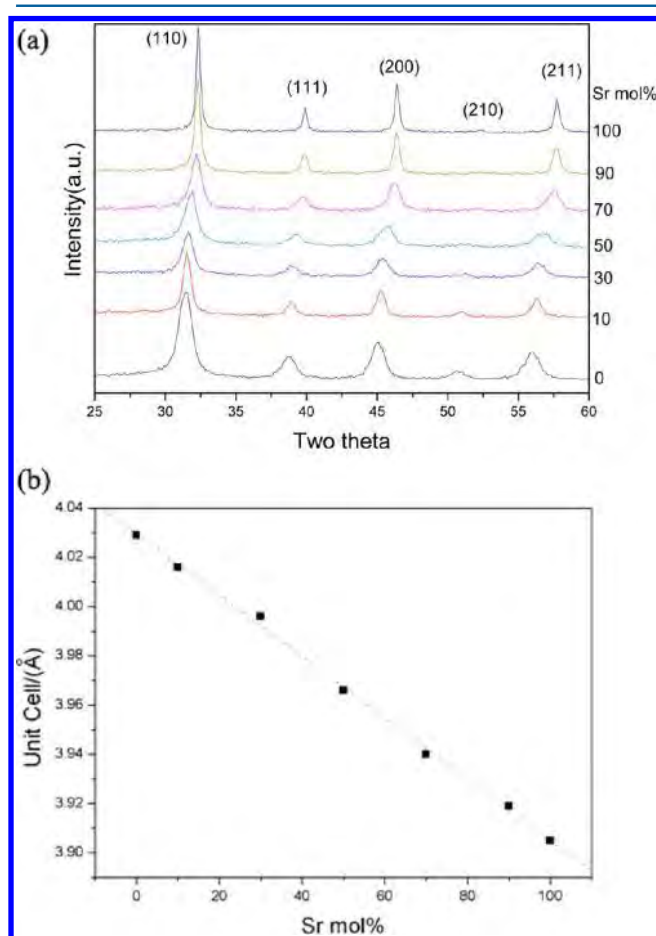 (a)
(110)
(111)
(200)
(210)
(211)
Sr mol%
100
90
70
50
30
10
0
Intensity(a.u.)
25 30 35 40 45 50 55 60
Two theta
(b)
4.04
4.02
4.00
3.98
3.96
3.94
3.92
3.90
Unit Cell/(Å)
0 20 40 60 80 100
Sr mol%